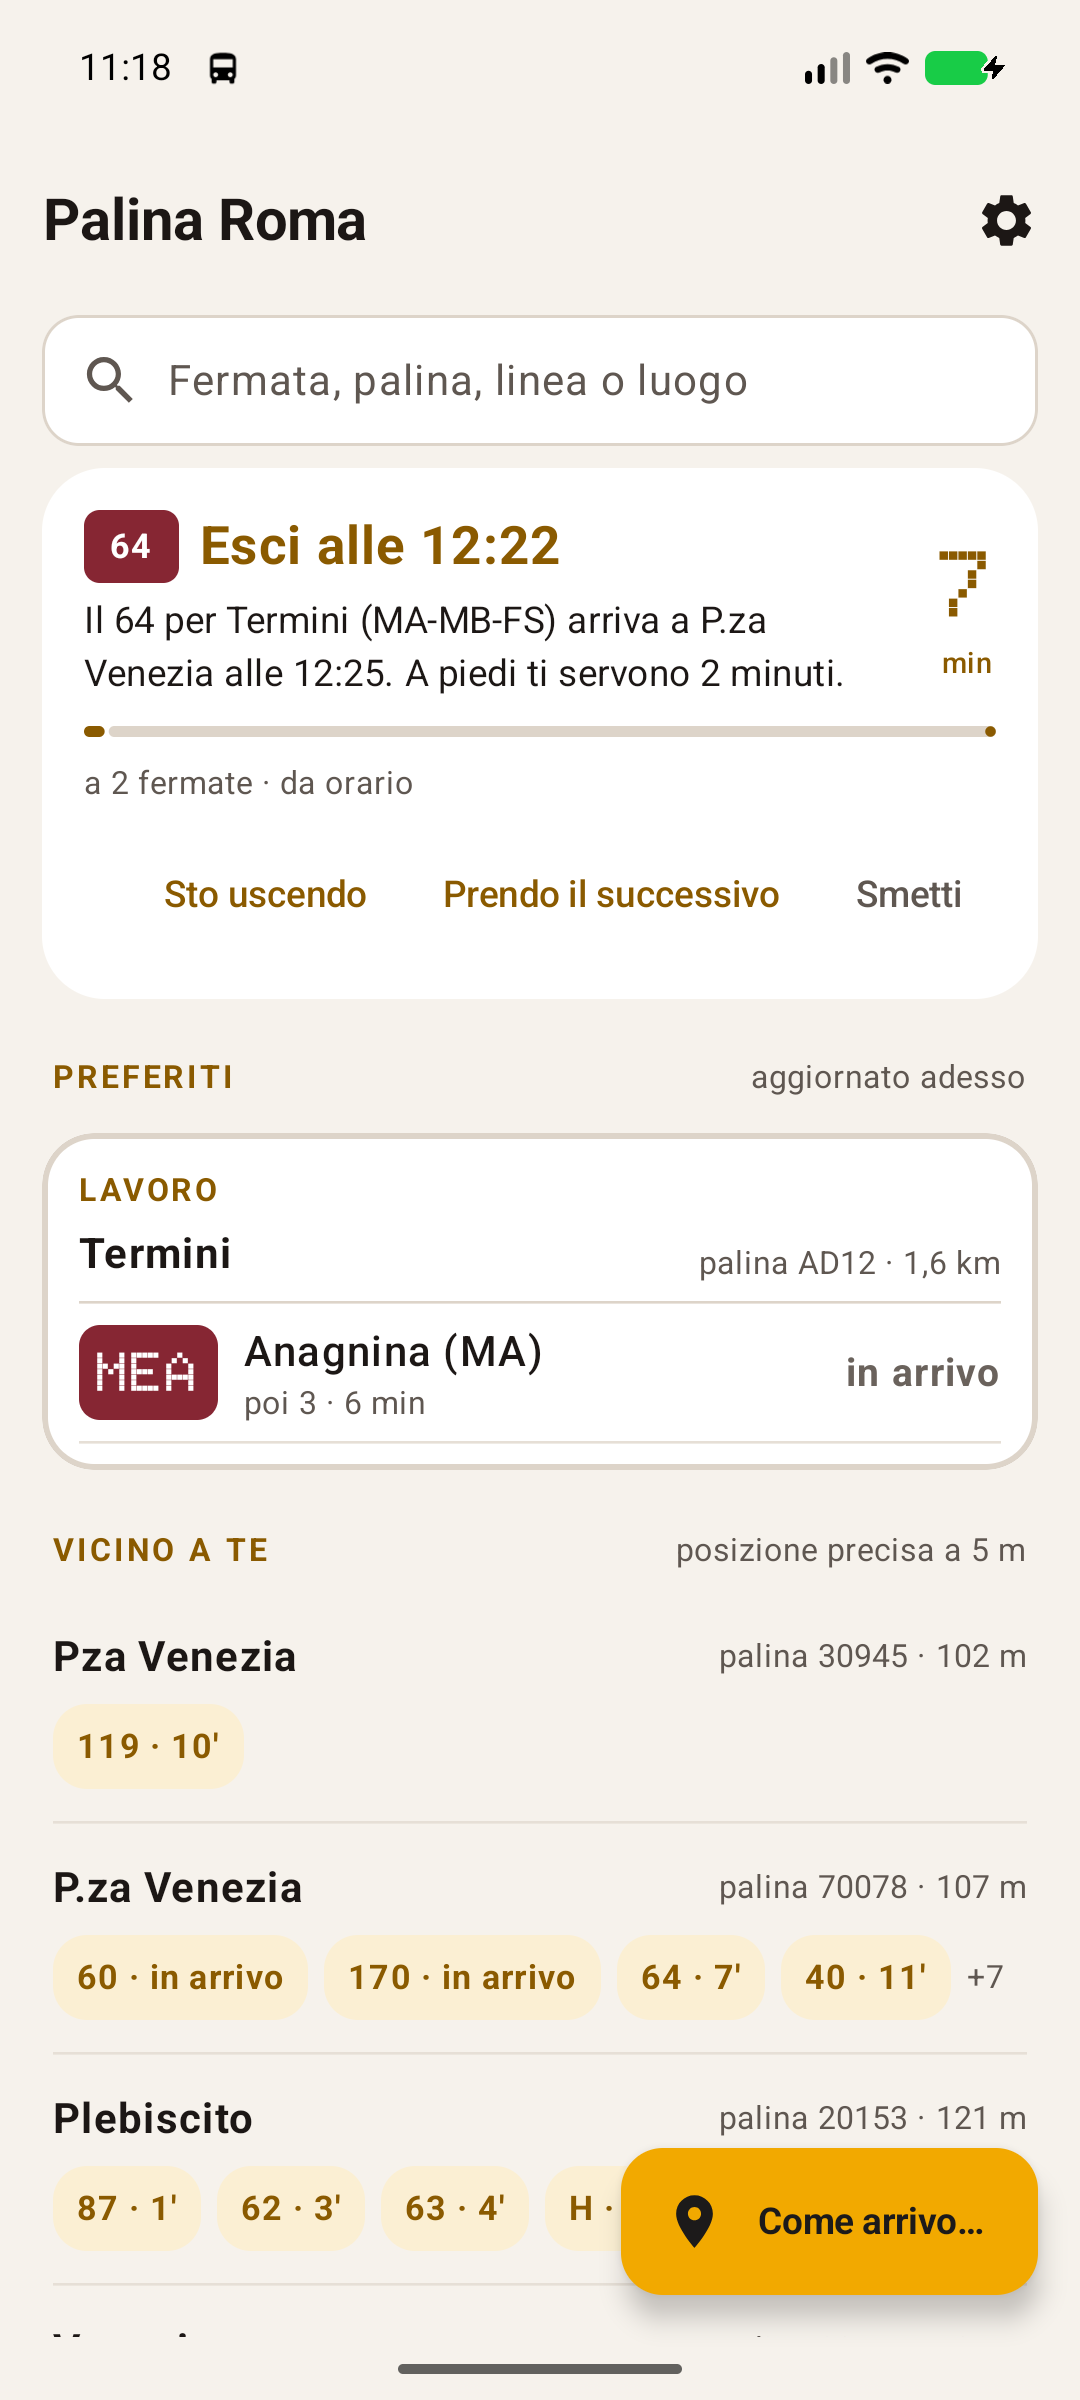 11:18
Palina Roma
Fermata, palina, linea o luogo
64 Esci alle 12:22
7
min
Il 64 per Termini (MA-MB-FS) arriva a P.za
Venezia alle 12:25. A piedi ti servono 2 minuti.
a 2 fermate · da orario
Sto uscendo Prendo il successivo Smetti
PREFERITI aggiornato adesso
LAVORO
Termini palina AD12 · 1,6 km
MEA Anagnina (MA) in arrivo
poi 3 · 6 min
VICINO A TE posizione precisa a 5 m
Pza Venezia palina 30945 · 102 m
119 · 10'
P.za Venezia palina 70078 · 107 m
60 · in arrivo 170 · in arrivo 64 · 7' 40 · 11' +7
Plebiscito palina 20153 · 121 m
87 · 1' 62 · 3' 63 · 4' H ·
Come arrivo...